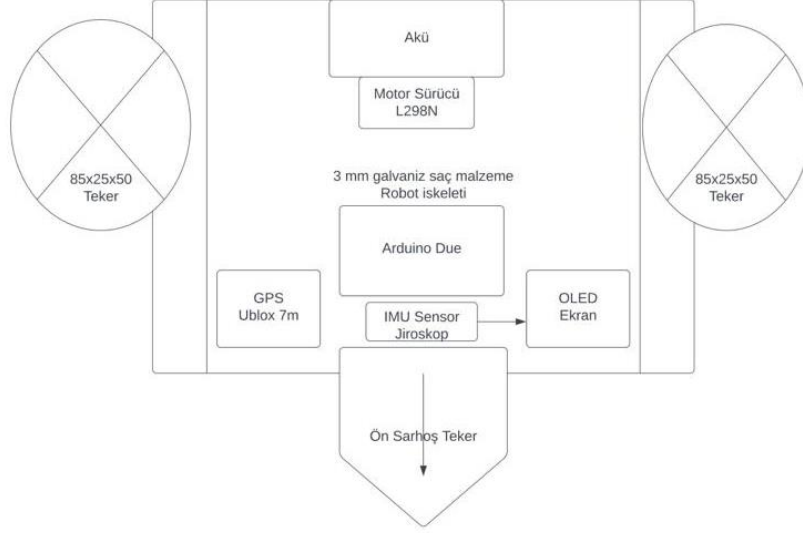 Akü
Motor Sürücü
L298N
85x25x50
Teker
3 mm galvaniz saç malzeme
Robot iskeleti
85x25x50
Teker
Arduino Due
GPS
Ublox 7m
IMU Sensor
Jiroskop
OLED
Ekran
Ön Sarhoş Teker